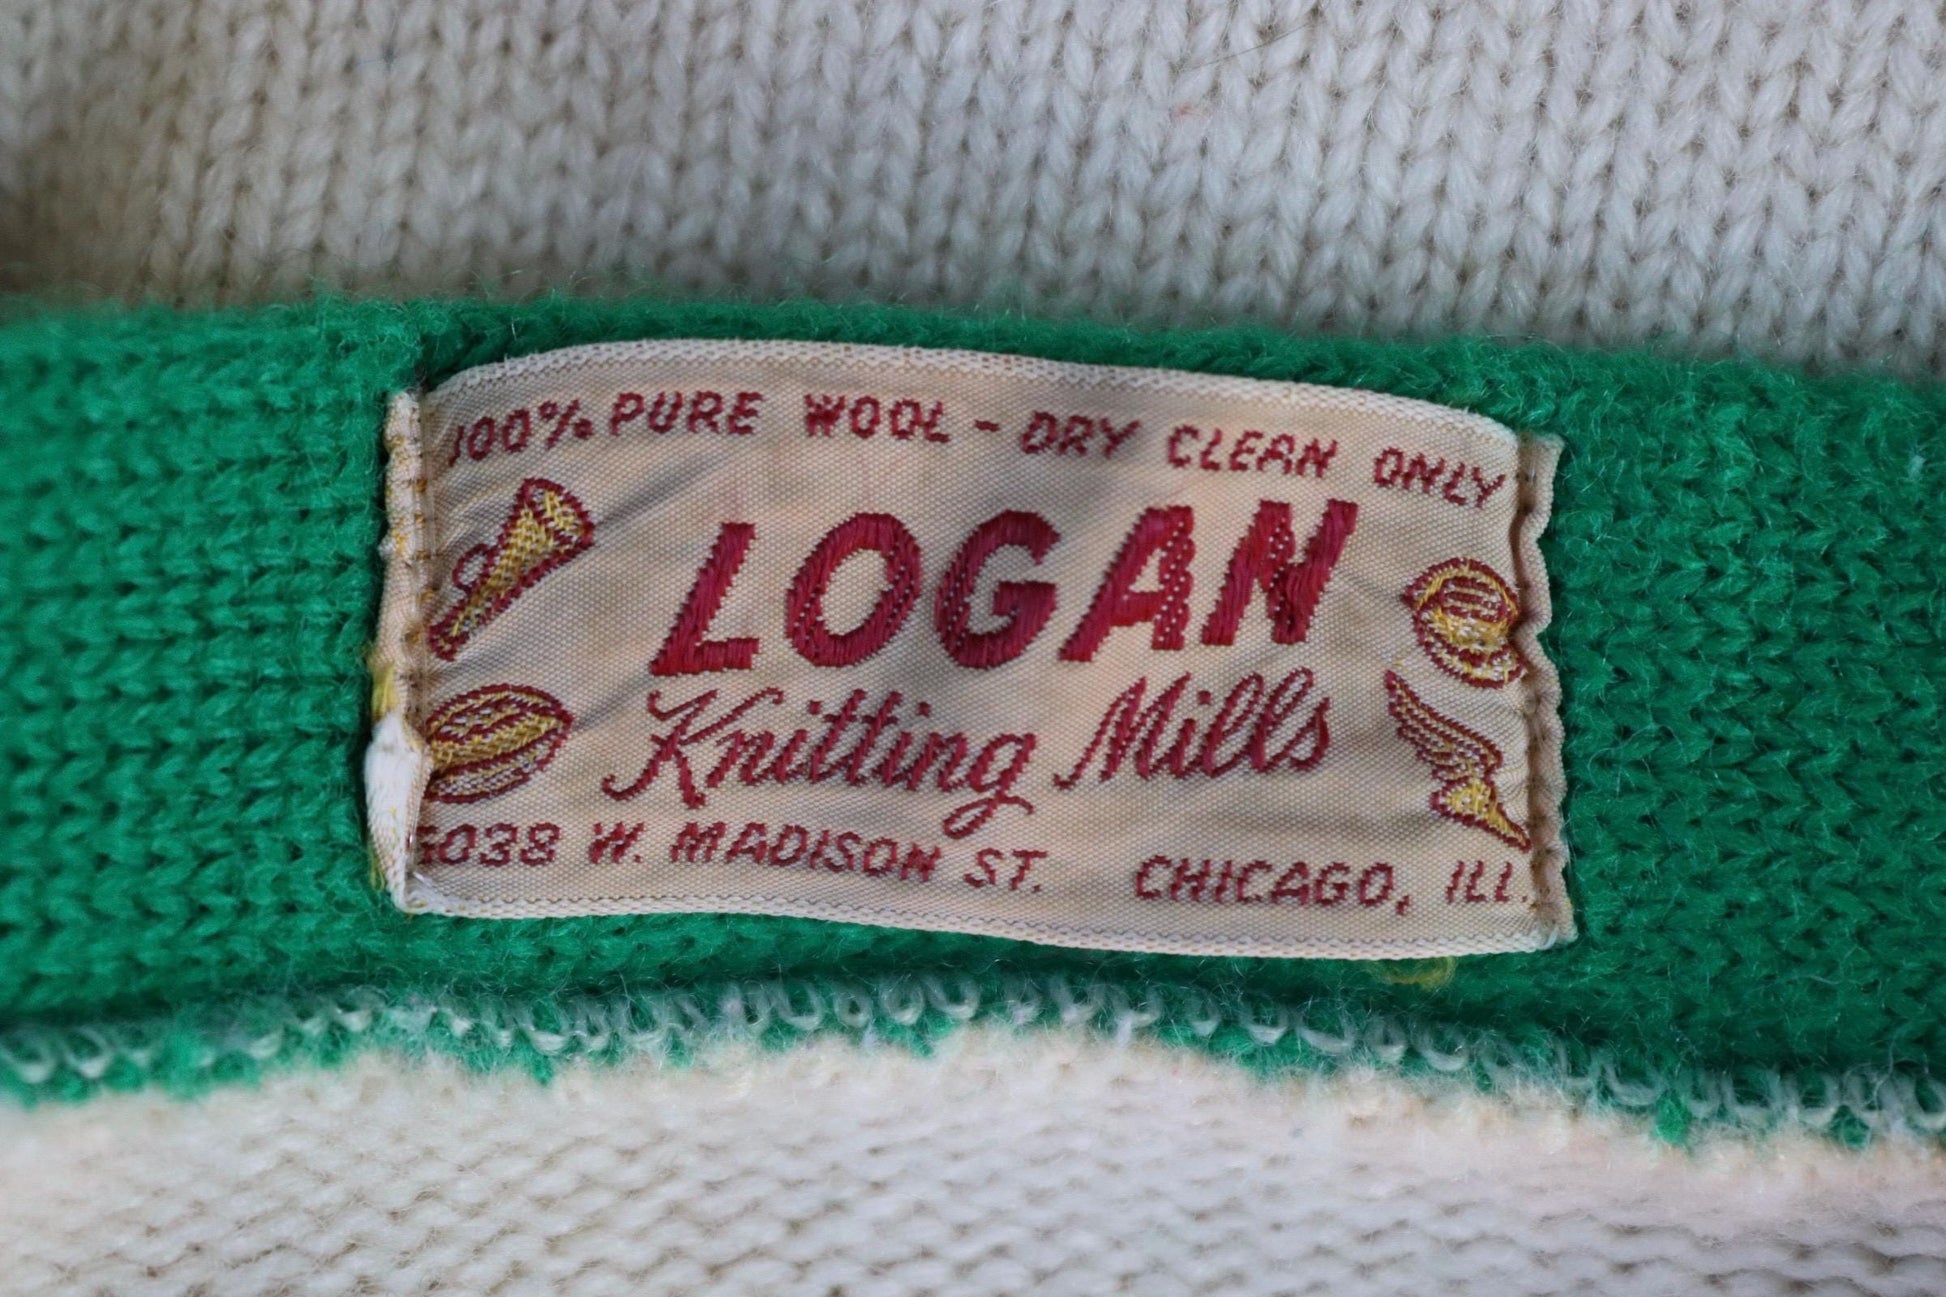 100% PURE WOOL - DRY CLEAN ONLY
LOGAN
Knitting Mills
5038 W. MADISON ST. CHICAGO, ILL.